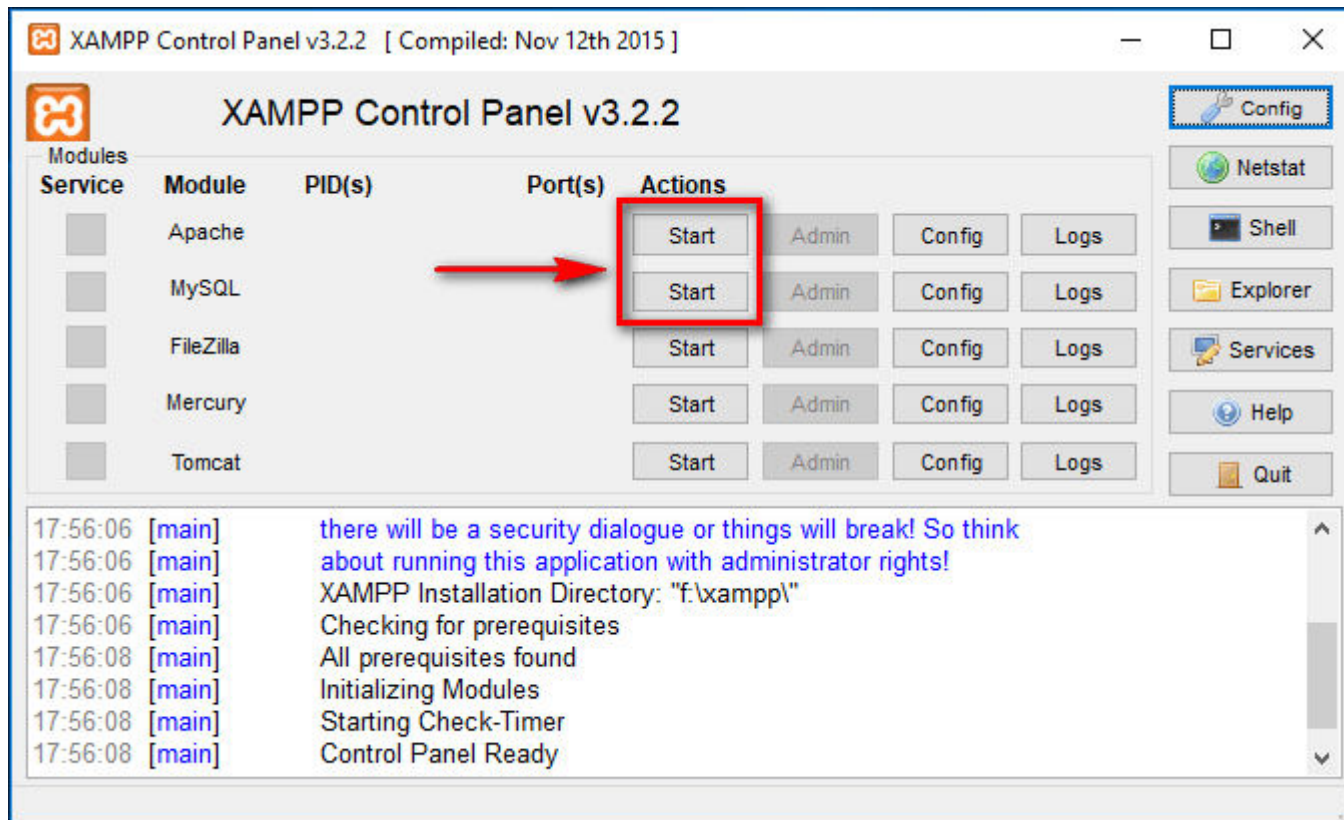 XAMPP Control Panel v3.2.2 [ Compiled: Nov 12th 2015 ]
XAMPP Control Panel v3.2.2
Config
Modules
Service Module PID(s) Port(s) Actions
Netstat
Apache Start Admin Config Logs
Shell
MySQL Start Admin Config Logs
Explorer
FileZilla Start Admin Config Logs
Services
Mercury Start Admin Config Logs
Help
Tomcat Start Admin Config Logs
Quit
17:56:06 [main] there will be a security dialogue or things will break! So think
17:56:06 [main] about running this application with administrator rights!
17:56:06 [main] XAMPP Installation Directory: "f:\xampp\"
17:56:06 [main] Checking for prerequisites
17:56:08 [main] All prerequisites found
17:56:08 [main] Initializing Modules
17:56:08 [main] Starting Check-Timer
17:56:08 [main] Control Panel Ready